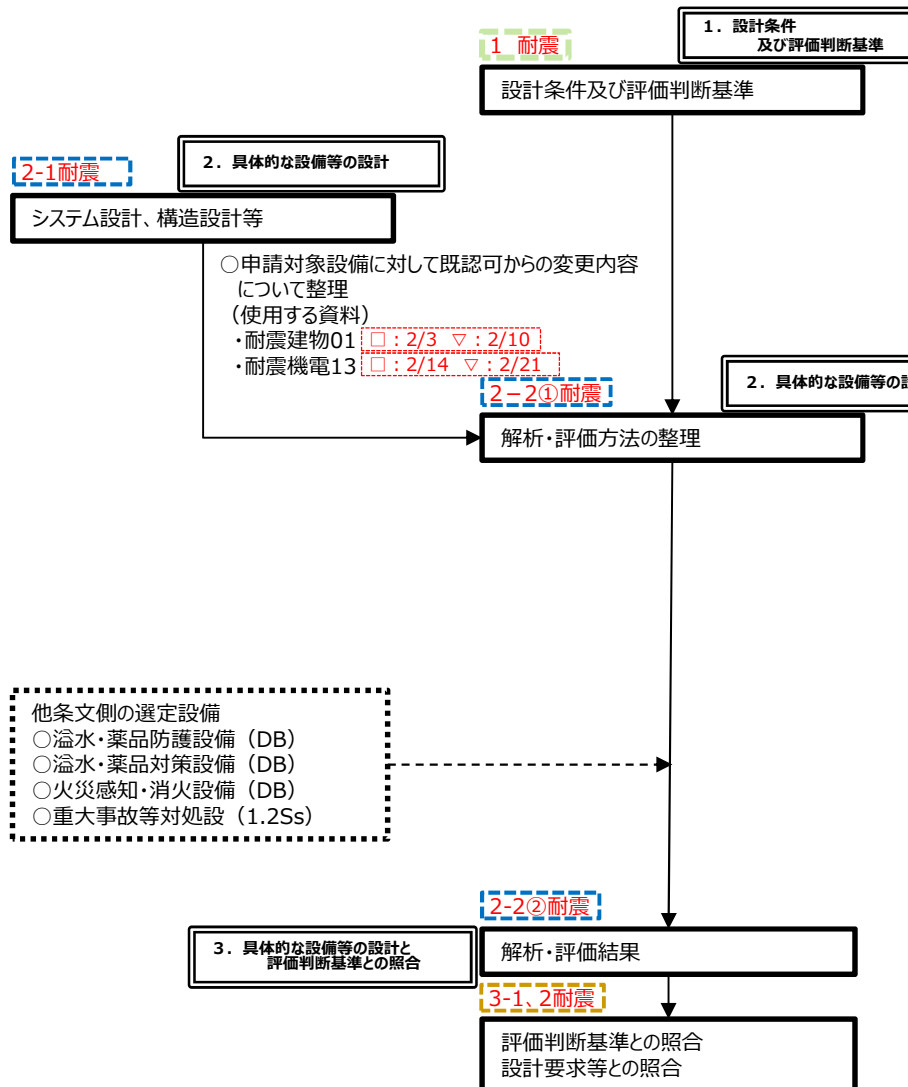 1. 設計条件
及び評価判断基準
1 耐震
設計条件及び評価判断基準
2. 具体的な設備等の設計
2-1耐震
システム設計、構造設計等
○申請対象設備に対して既認可からの変更内容
について整理
(使用する資料)
・耐震建物01 □：2/3 ▽：2/10
・耐震機電13 □：2/14 ▽：2/21
2. 具体的な設備等の
2－2①耐震
解析・評価方法の整理
他条文側の選定設備
○溢水・薬品防護設備（DB）
○溢水・薬品対策設備（DB）
○火災感知・消火設備（DB）
○重大事故等対処設（1.2Ss）
2-2②耐震
3. 具体的な設備等の設計と
評価判断基準との照合
解析・評価結果
3-1、2耐震
評価判断基準との照合
設計要求等との照合